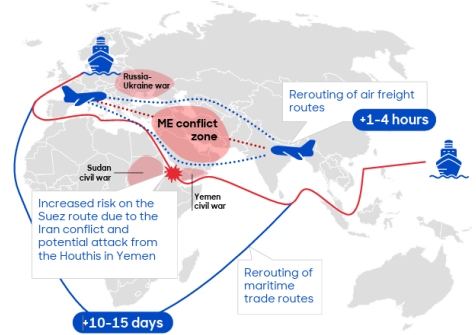 Russia-
Ukraine war
Rerouting of air freight
routes
+1-4 hours
ME conflict
zone
Sudan
civil war
Yemen
civil war
Increased risk on the
Suez route due to the
Iran conflict and
potential attack from
the Houthis in Yemen
Rerouting of
maritime
trade routes
+10-15 days